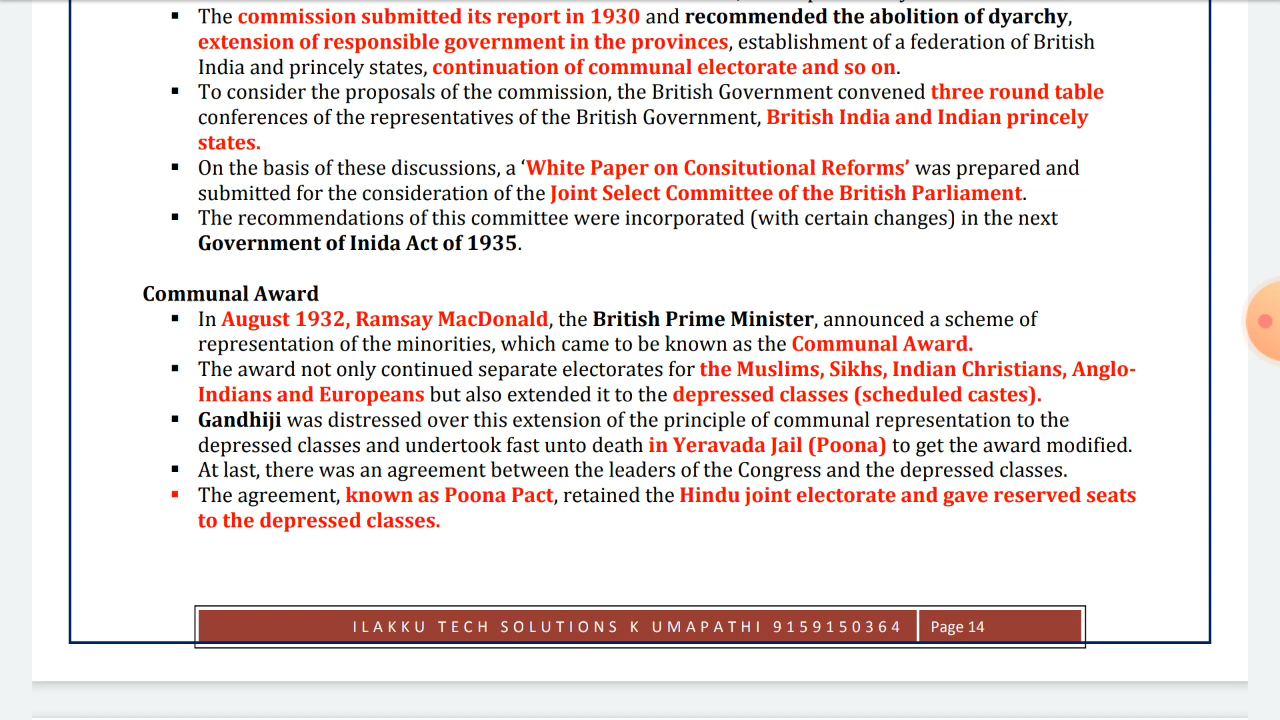 ▪ The commission submitted its report in 1930 and recommended the abolition of dyarchy,
extension of responsible government in the provinces, establishment of a federation of British
India and princely states, continuation of communal electorate and so on.
▪ To consider the proposals of the commission, the British Government convened three round table
conferences of the representatives of the British Government, British India and Indian princely
states.
▪ On the basis of these discussions, a ‘White Paper on Consitutional Reforms’ was prepared and
submitted for the consideration of the Joint Select Committee of the British Parliament.
▪ The recommendations of this committee were incorporated (with certain changes) in the next
Government of Inida Act of 1935.
Communal Award
▪ In August 1932, Ramsay MacDonald, the British Prime Minister, announced a scheme of
representation of the minorities, which came to be known as the Communal Award.
▪ The award not only continued separate electorates for the Muslims, Sikhs, Indian Christians, Anglo-
Indians and Europeans but also extended it to the depressed classes (scheduled castes).
▪ Gandhiji was distressed over this extension of the principle of communal representation to the
depressed classes and undertook fast unto death in Yeravada Jail (Poona) to get the award modified.
▪ At last, there was an agreement between the leaders of the Congress and the depressed classes.
▪ The agreement, known as Poona Pact, retained the Hindu joint electorate and gave reserved seats
to the depressed classes.
ILAKKU TECH SOLUTIONS K UMAPATHI 9159150364 Page 14